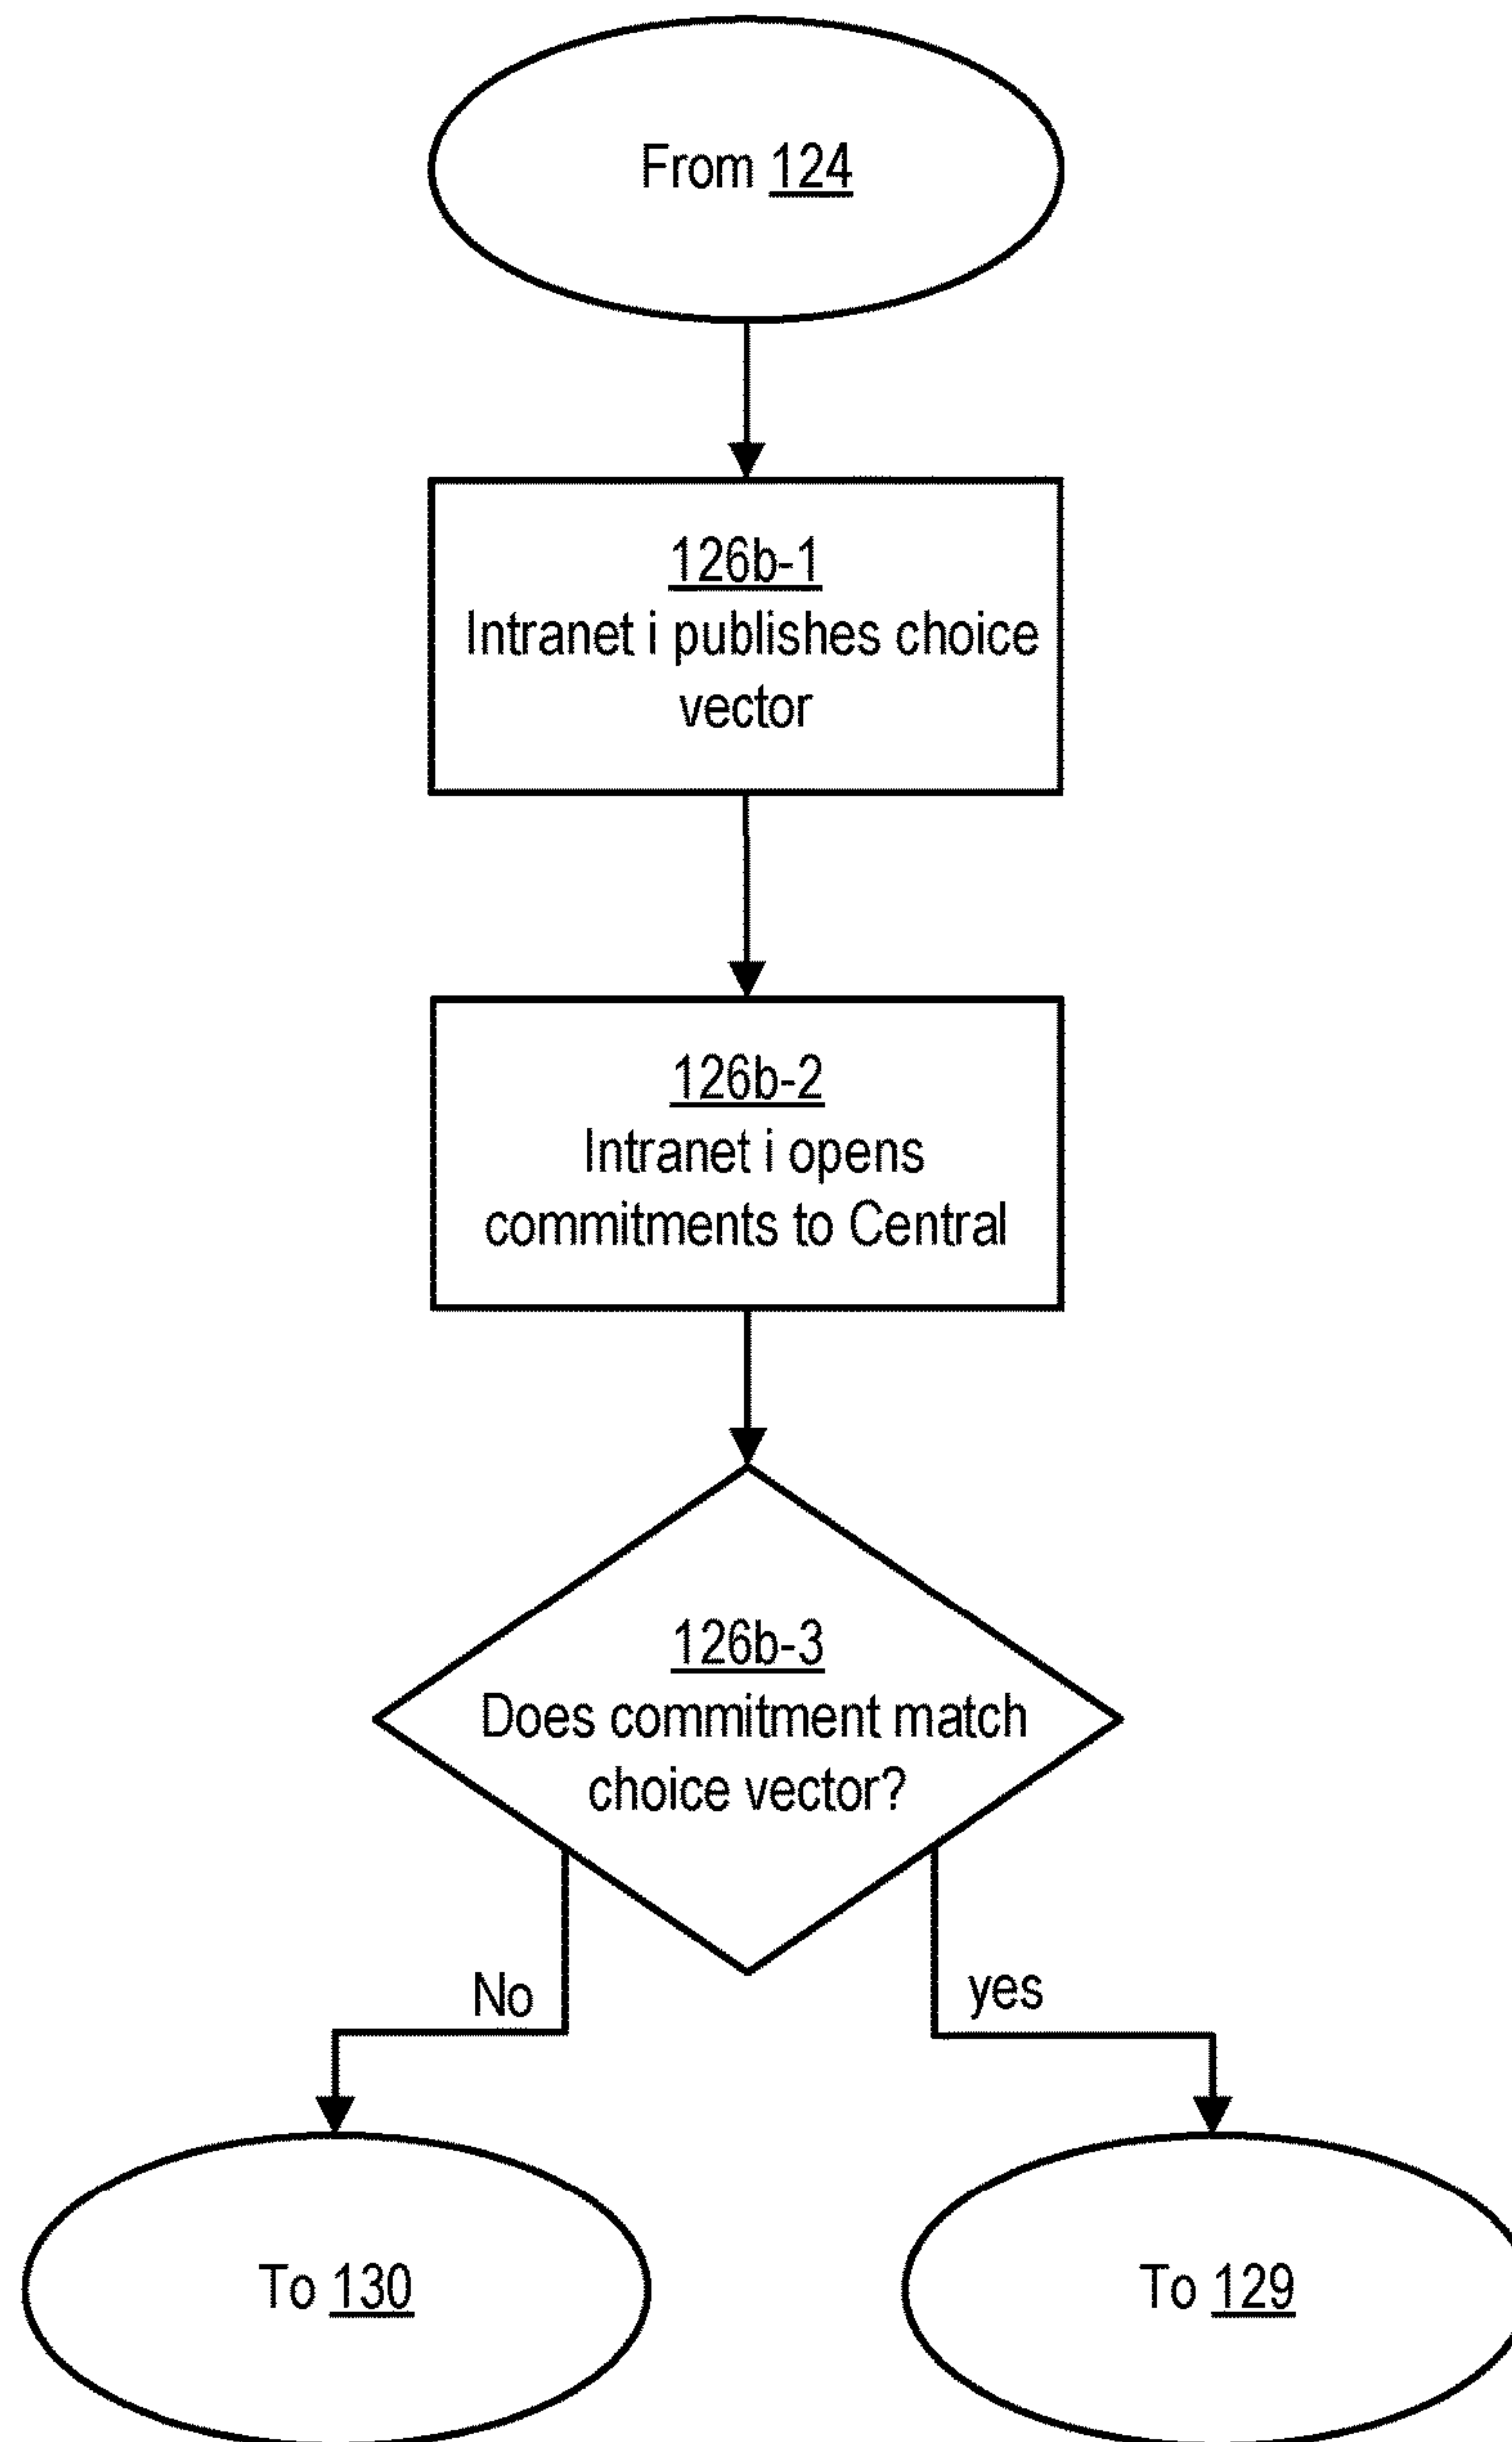 From 124
126b-1
Intranet i publishes choice
vector
126b-2
Intranet i opens
commitments to Central
126b-3
Does commitment match
choice vector?
No
yes
To 130
To 129